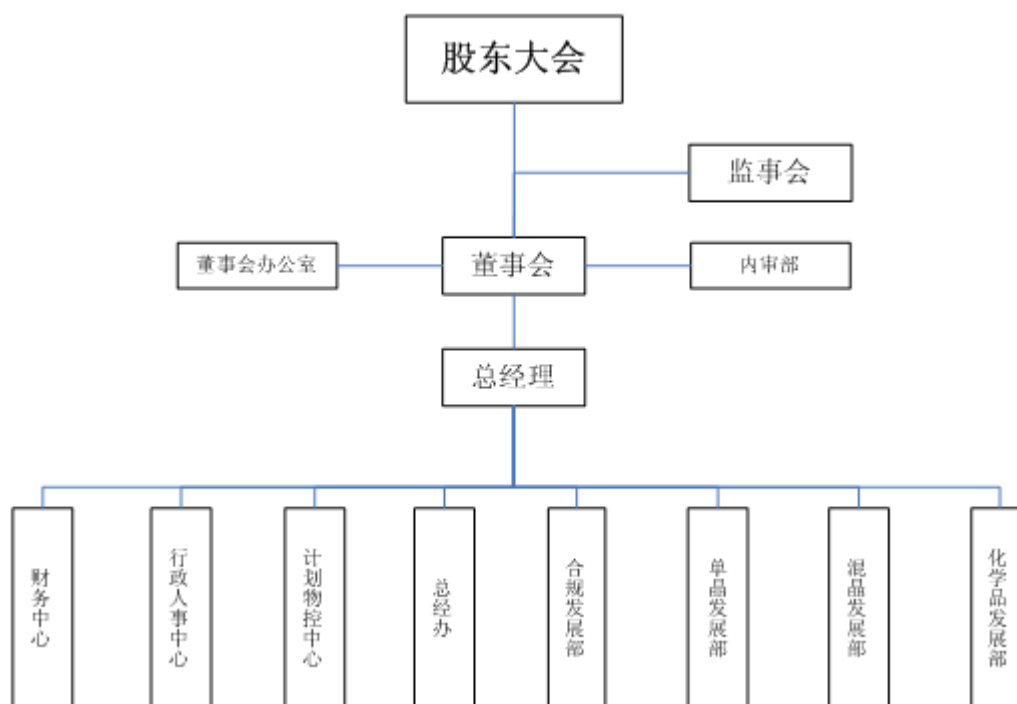 股东大会
监事会
董事会办公室
董事会
内审部
总经理
财务中心
行政人事中心
计划物控中心
总经办
合规发展部
单品发展部
混品发展部
化学品发展部